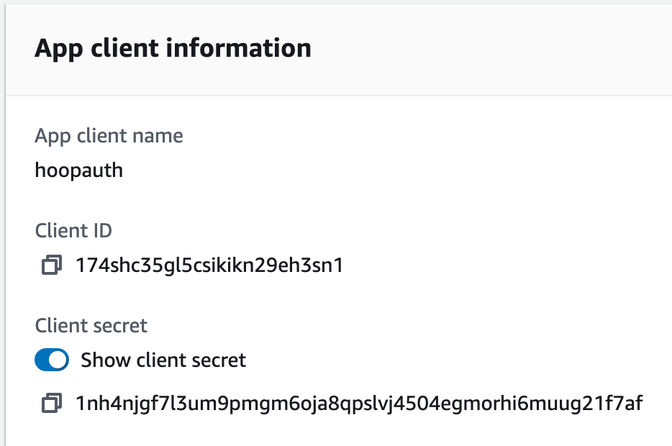 App client information
App client name
hoopauth
Client ID
174shc35gl5csikikn29eh3sn1
Client secret
Show client secret
1nh4njgf7l3um9pmgm6oja8qpslvj4504egmorhi6muug21f7af